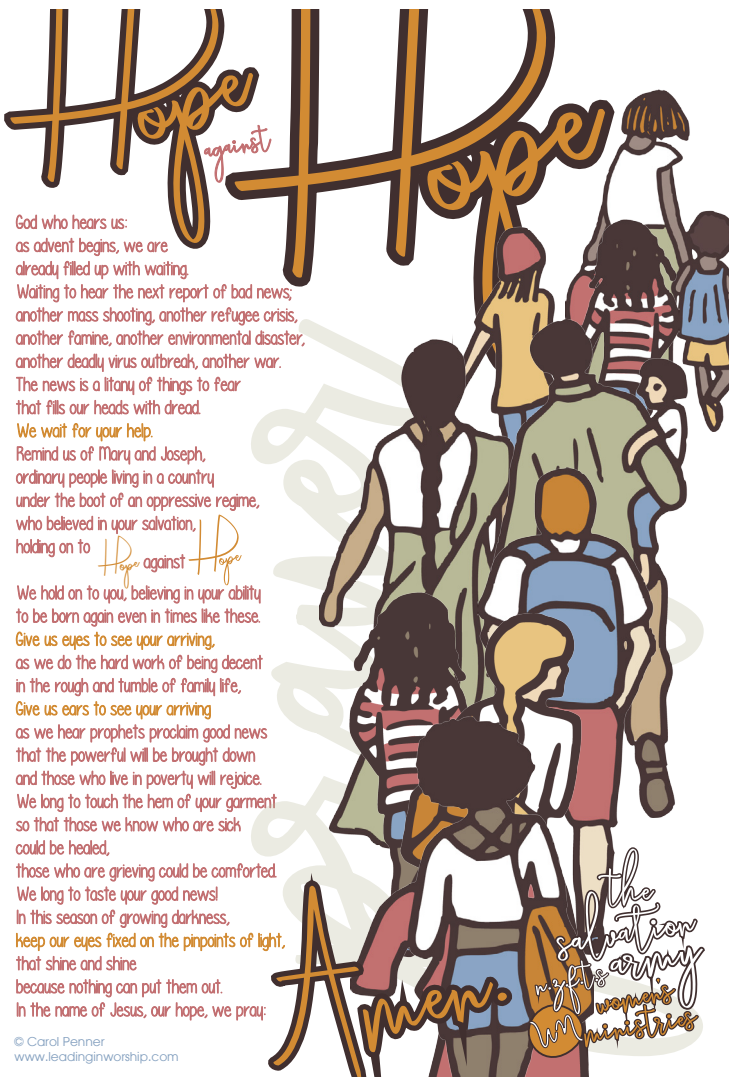 Hope
against
Hope
God who hears us:
as advent begins, we are
already filled up with waiting.
Waiting to hear the next report of bad news;
another mass shooting, another refugee crisis,
another famine, another environmental disaster,
another deadly virus outbreak, another war.
The news is a litany of things to fear
that fills our heads with dread.
We wait for your help.
Remind us of Mary and Joseph,
ordinary people living in a country
under the boot of an oppressive regime,
who believed in your salvation,
holding on to Hope against Hope
We hold on to you, believing in your ability
to be born again even in times like these.
Give us eyes to see your arriving,
as we do the hard work of being decent
in the rough and tumble of family life,
Give us ears to see your arriving
as we hear prophets proclaim good news
that the powerful will be brought down
and those who live in poverty will rejoice.
We long to touch the hem of your garment
so that those we know who are sick
could be healed,
those who are grieving could be comforted.
We long to taste your good news!
In this season of growing darkness,
keep our eyes fixed on the pinpoints of light,
that shine and shine
because nothing can put them out.
In the name of Jesus, our hope, we pray:
Amen.
the
salvation
army
n.z.f.t.s
women's
ministries
WM
© Carol Penner
www.leadinginworship.com